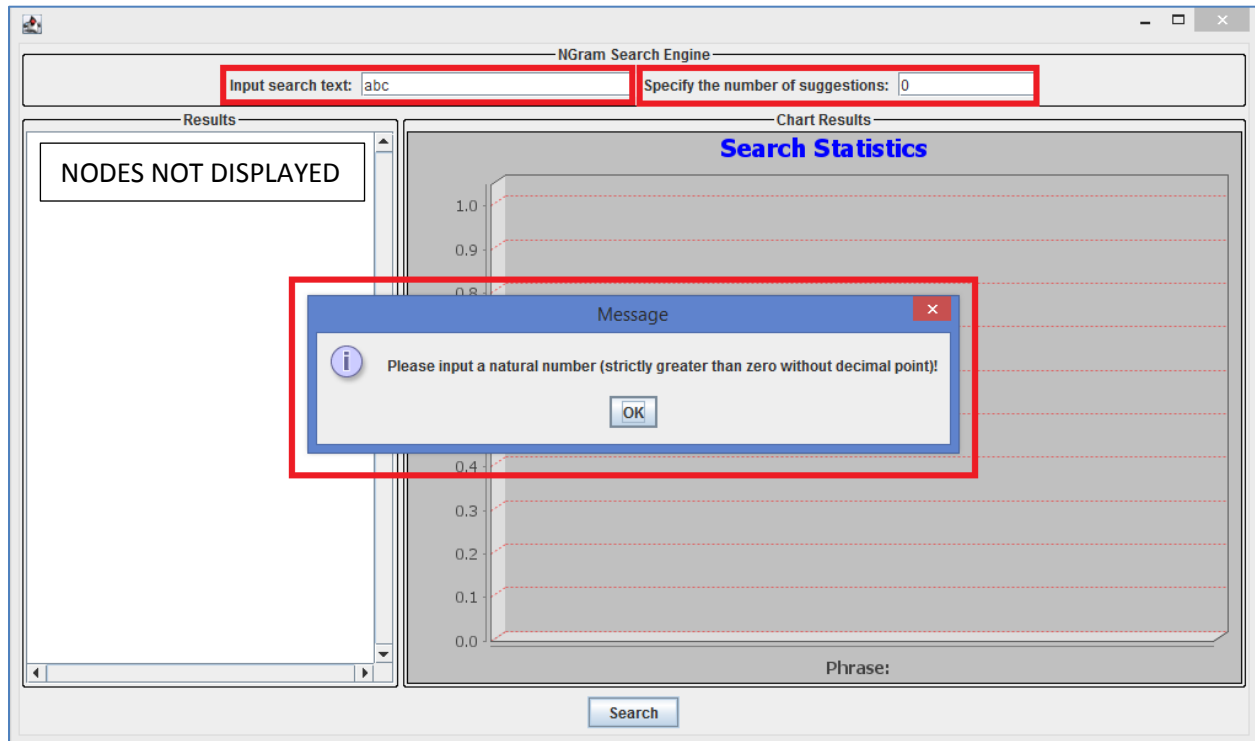 NGram Search Engine
Input search text: abc Specify the number of suggestions: 0
Results Chart Results
NODES NOT DISPLAYED
Search Statistics
1.0
0.9
0.8
Message
i Please input a natural number (strictly greater than zero without decimal point)!
OK
0.4
0.3
0.2
0.1
0.0
Phrase:
Search